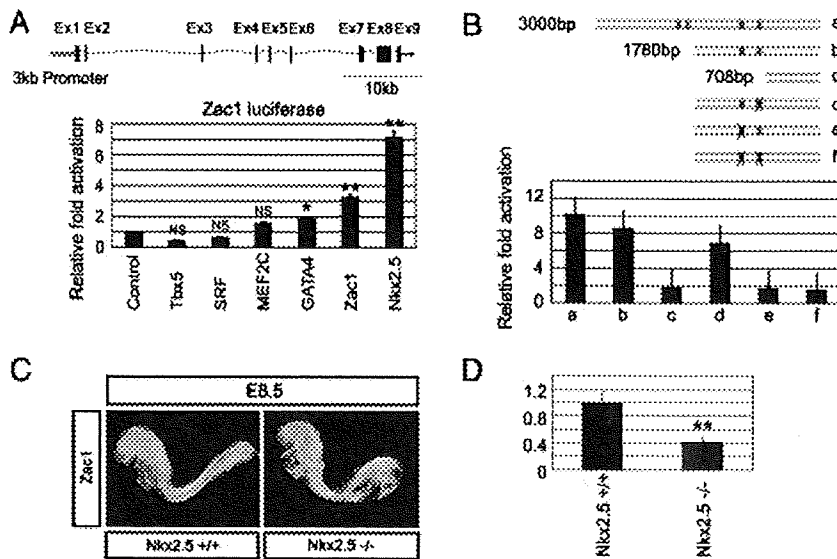 A
Ex1 Ex2 Ex3 Ex4 Ex5 Ex6 Ex7 Ex8 Ex9
3kb Promoter
10kb
Zac1 luciferase
Relative fold activation
8
6
4
2
0
NS
NS
NS
*
**
**
Control
Tbx5
SRF
MEF2C
GATA4
Zac1
Nkx2.5
B
3000bp
1780bp b
708bp
Relative fold activation
12
8
4
0
a b c d e f
C
E8.5
Zac1
Nkx2.5 +/+
Nkx2.5 -/-
D
1.2
0.8
0.4
0
**
Nkx2.5 +/+
Nkx2.5 -/-